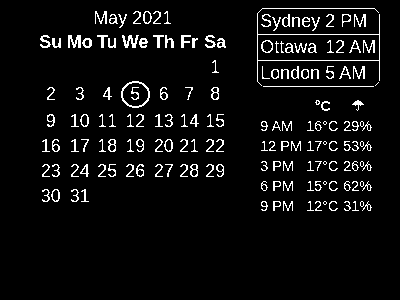 May 2021
Su Mo Tu We Th Fr Sa
1
2 3 4 5 6 7 8
9 10 11 12 13 14 15
16 17 18 19 20 21 22
23 24 25 26 27 28 29
30 31
Sydney 2 PM
Ottawa 12 AM
London 5 AM
°C ☂
9 AM 16°C 29%
12 PM 17°C 53%
3 PM 17°C 26%
6 PM 15°C 62%
9 PM 12°C 31%